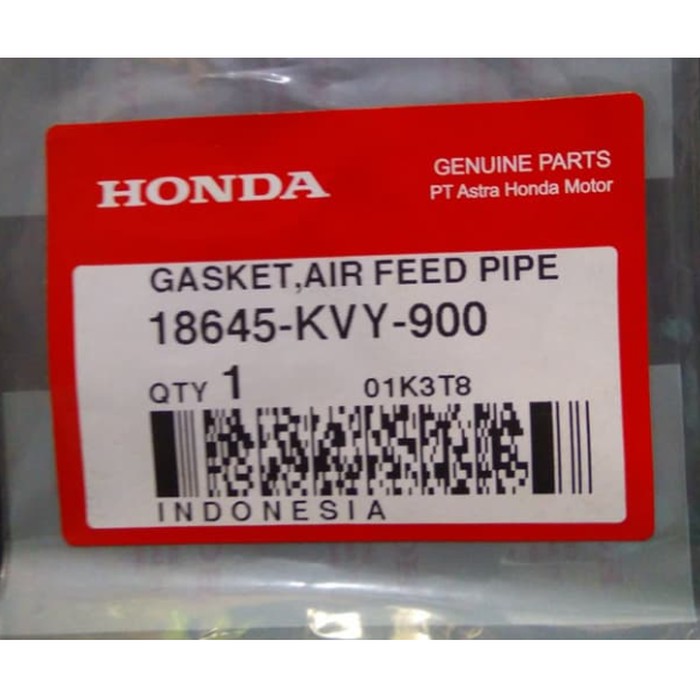 HONDA
GENUINE PARTS
PT Astra Honda Motor
GASKET,AIR FEED PIPE
18645-KVY-900
QTY 1 01K3T8
INDONESIA